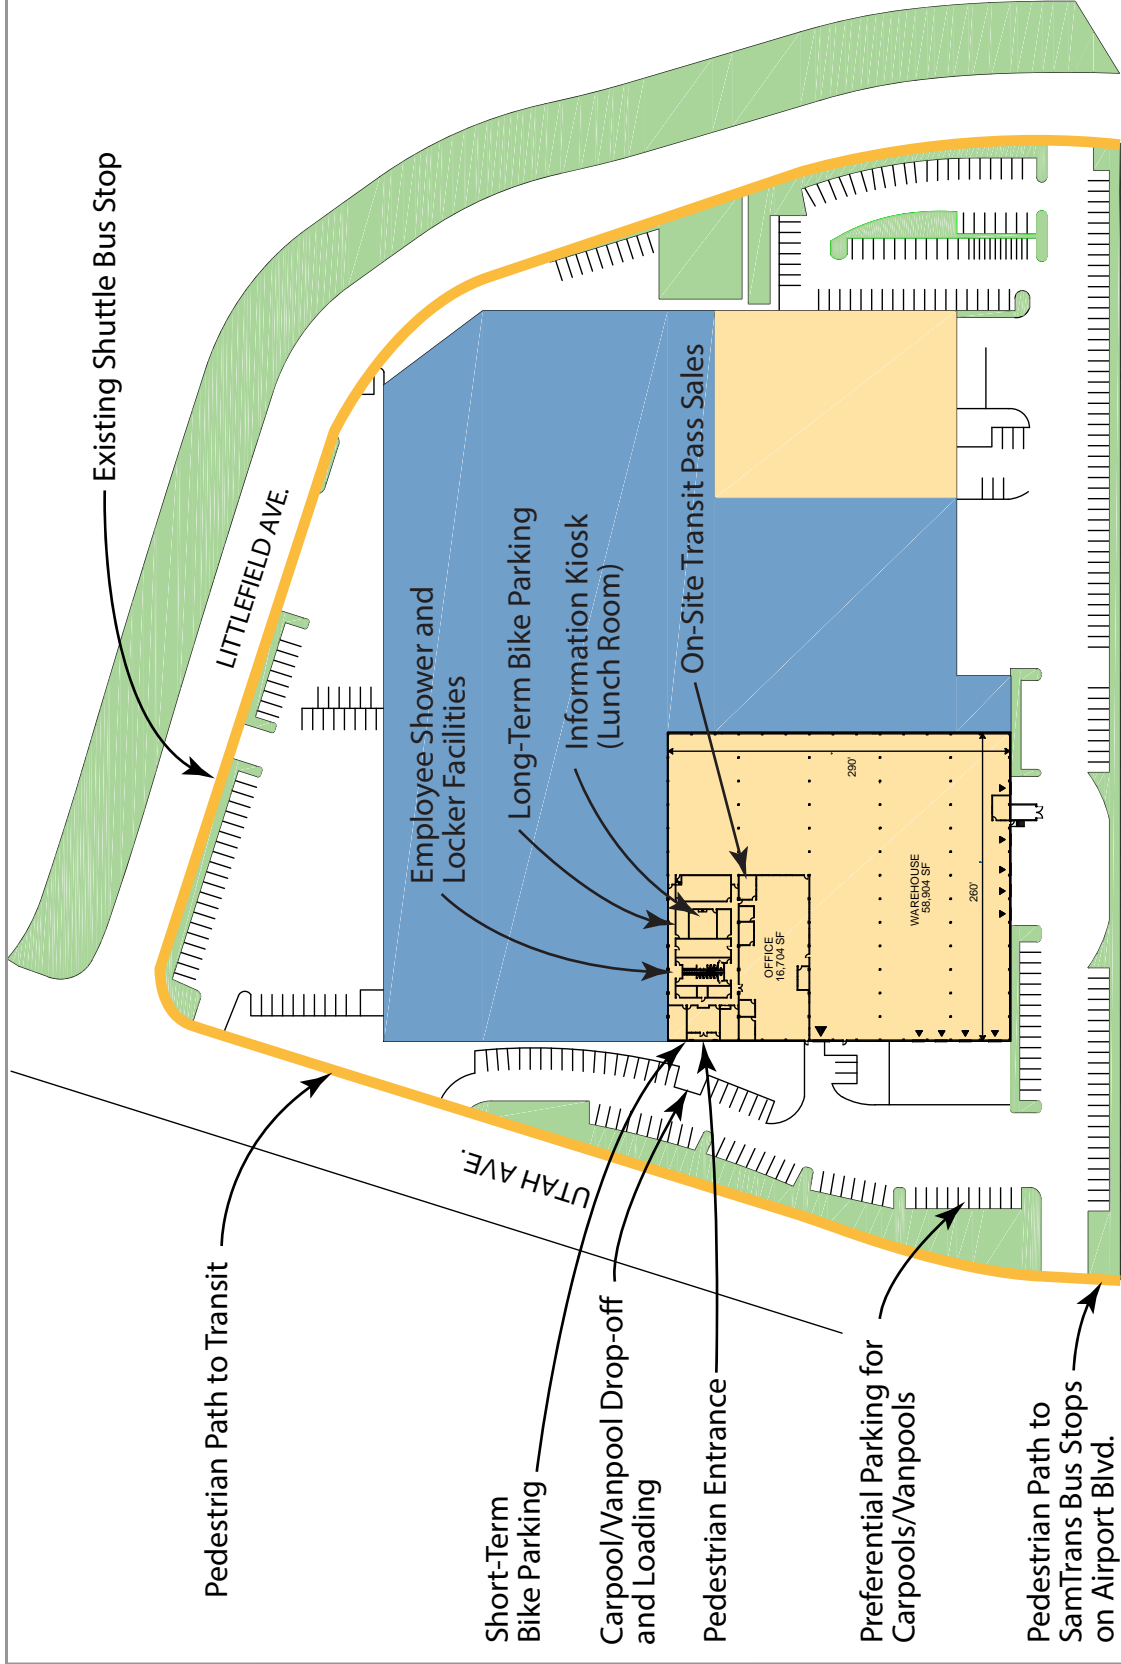 Existing Shuttle Bus Stop
LITTLEFIELD AVE.
Employee Shower and
Locker Facilities
Long-Term Bike Parking
Information Kiosk
(Lunch Room)
On-Site Transit Pass Sales
290'
260'
WAREHOUSE
58,904 SF
OFFICE
16,704 SF
UTAH AVE.
Pedestrian Path to Transit
Short-Term
Bike Parking
Carpool/Vanpool Drop-off
and Loading
Pedestrian Entrance
Preferential Parking for
Carpools/Vanpools
Pedestrian Path to
SamTrans Bus Stops
on Airport Blvd.